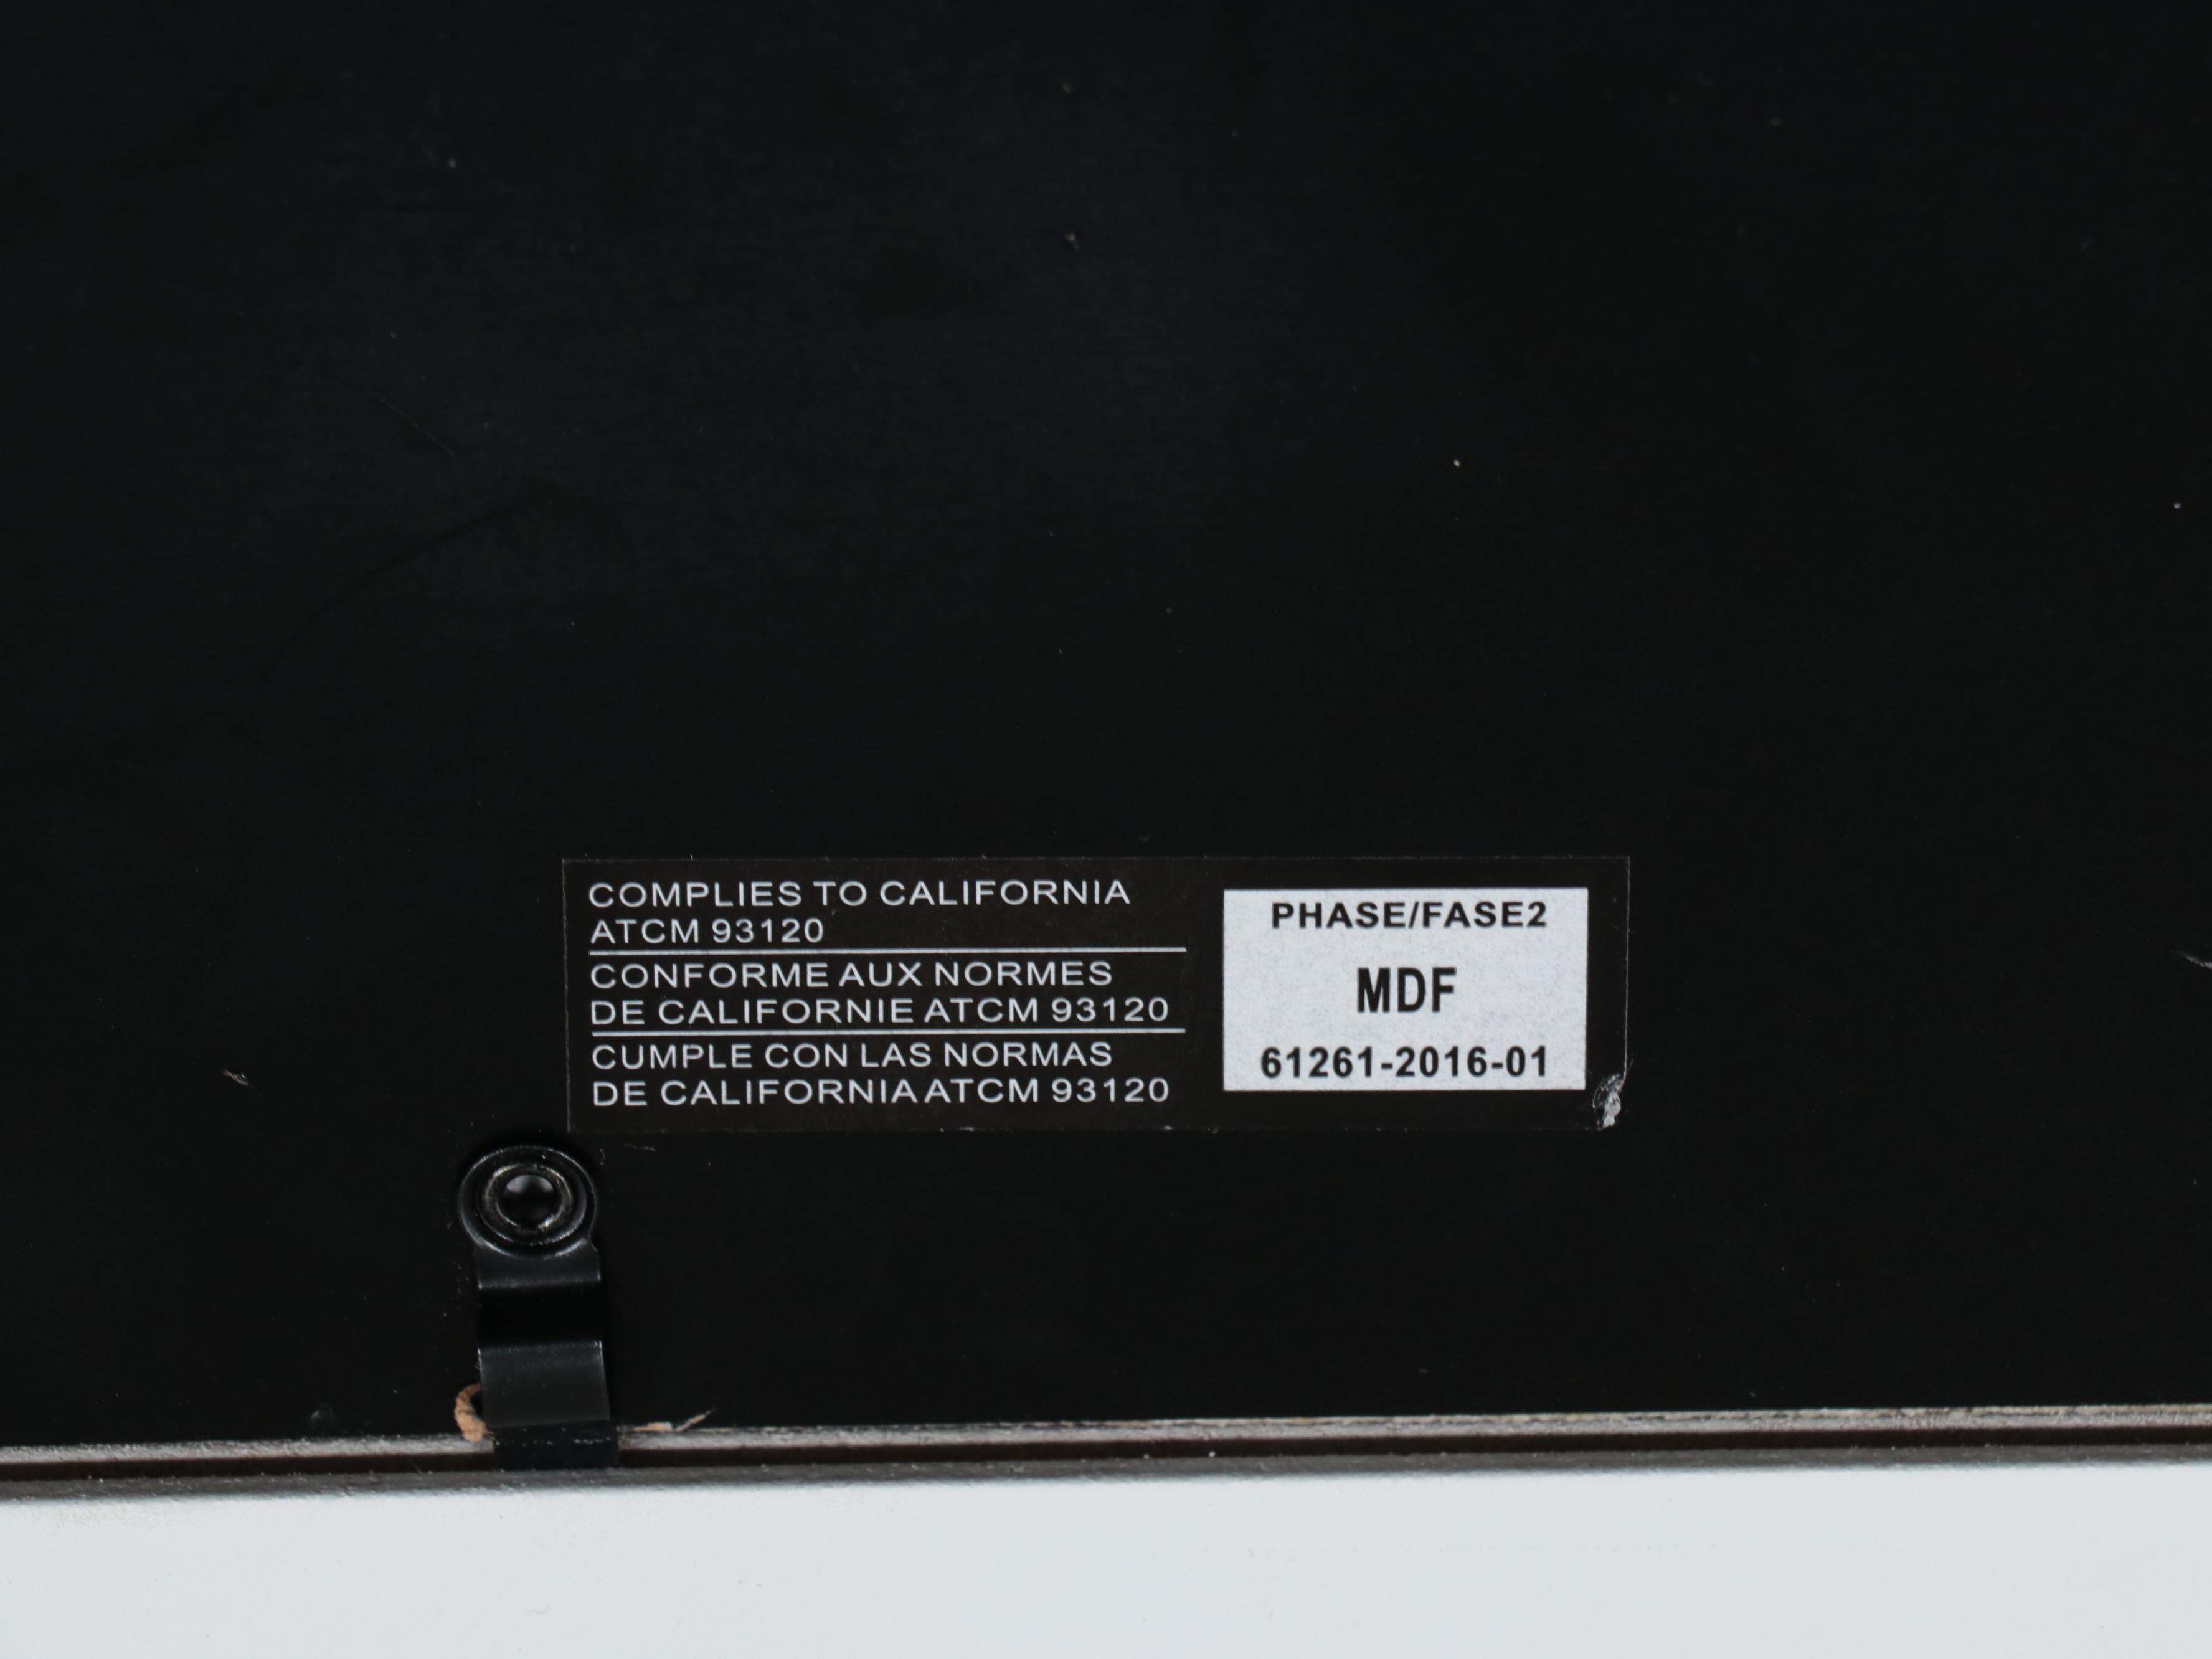 COMPLIES TO CALIFORNIA
ATCM 93120
CONFORME AUX NORMES
DE CALIFORNIE ATCM 93120
CUMPLE CON LAS NORMAS
DE CALIFORNIA ATCM 93120
PHASE/FASE2
MDF
61261-2016-01